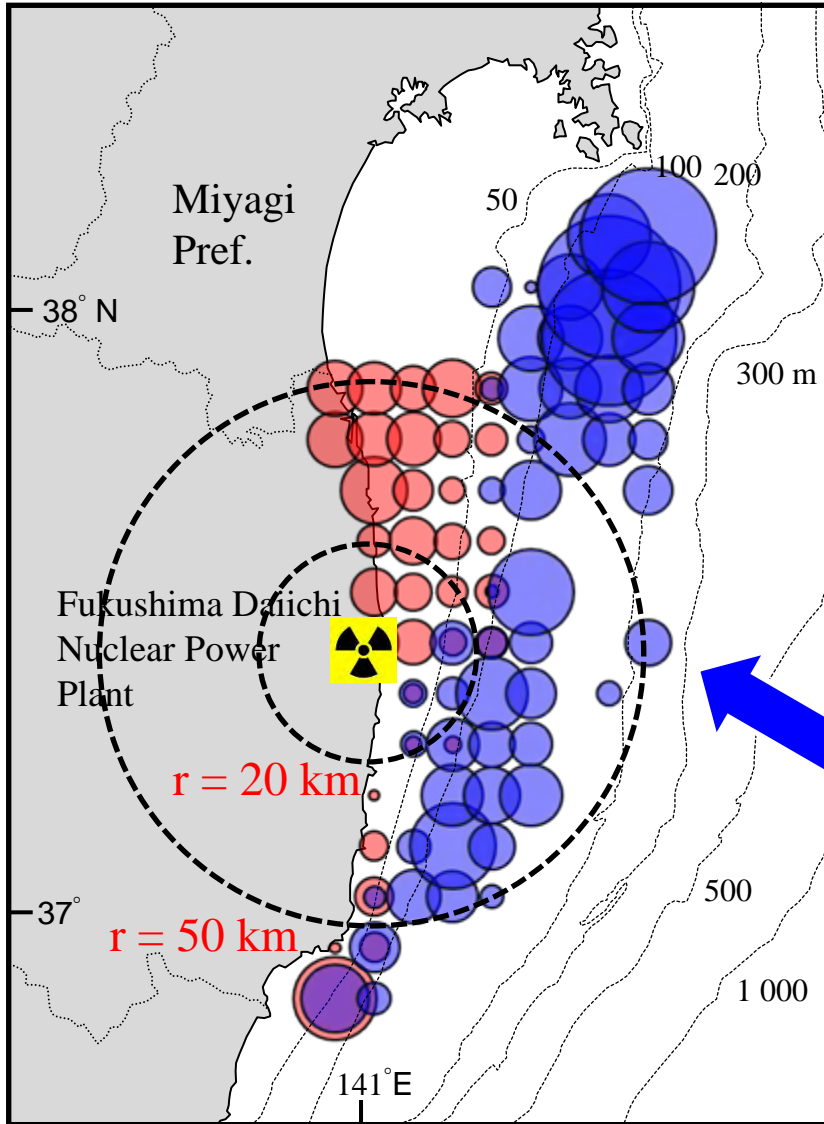 100
200
50
Miyagi
Pref.
38° N
300 m
Fukushima Daiichi
Nuclear Power
Plant
r = 20 km
500
37°
r = 50 km
1 000
141°E